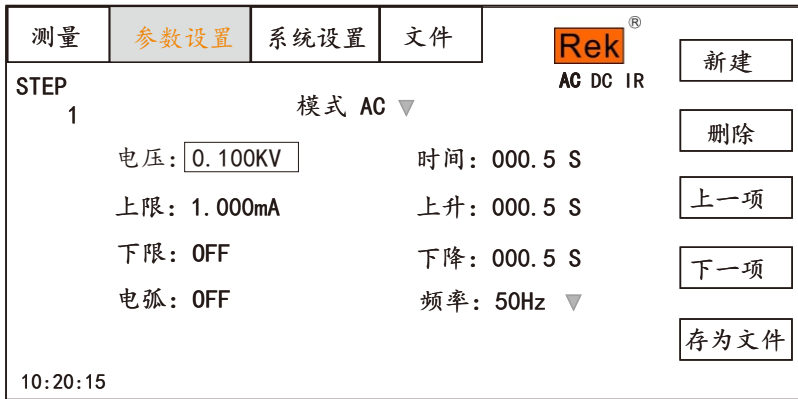 测量 参数设置 系统设置 文件
Rek®
AC DC IR
STEP
1
模式 AC
电压: 0.100KV 时间: 000.5 S
上限: 1.000mA 上升: 000.5 S
下限: OFF 下降: 000.5 S
电弧: OFF 频率: 50Hz
新建
删除
上一项
下一项
存为文件
10:20:15